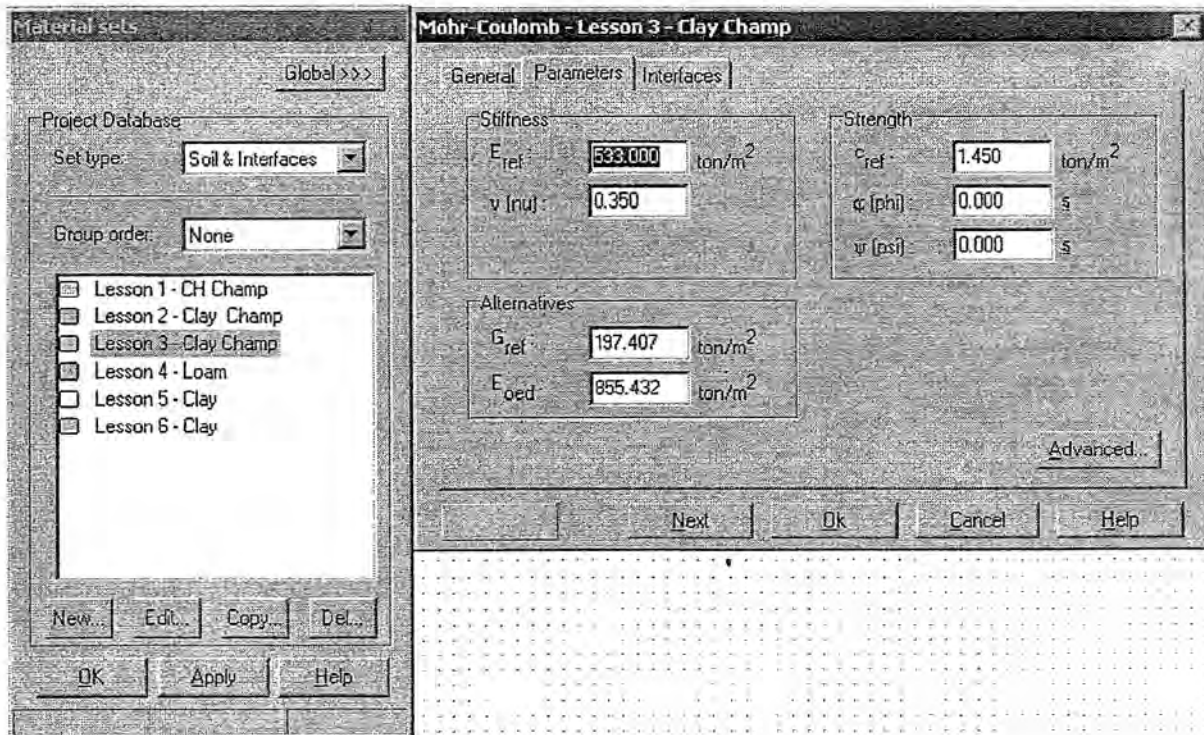 Material sets
Global >>>
Project Database
Set type:
Soil & Interfaces
Group order:
None
Lesson 1 - CH Champ
Lesson 2 - Clay Champ
Lesson 3 - Clay Champ
Lesson 4 - Loam
Lesson 5 - Clay
Lesson 6 - Clay
New...
Edit...
Copy...
Del...
OK
Apply
Help
Mohr-Coulomb - Lesson 3 - Clay Champ
General
Parameters
Interfaces
Stiffness
E ref :
533.000
ton/m²
ν (nu) :
0.350
Strength
c ref :
1.450
ton/m²
φ (phi) :
0.000
§
ψ (psi) :
0.000
§
Alternatives
G ref :
197.407
ton/m²
E oed :
855.432
ton/m²
Advanced...
Next
Ok
Cancel
Help